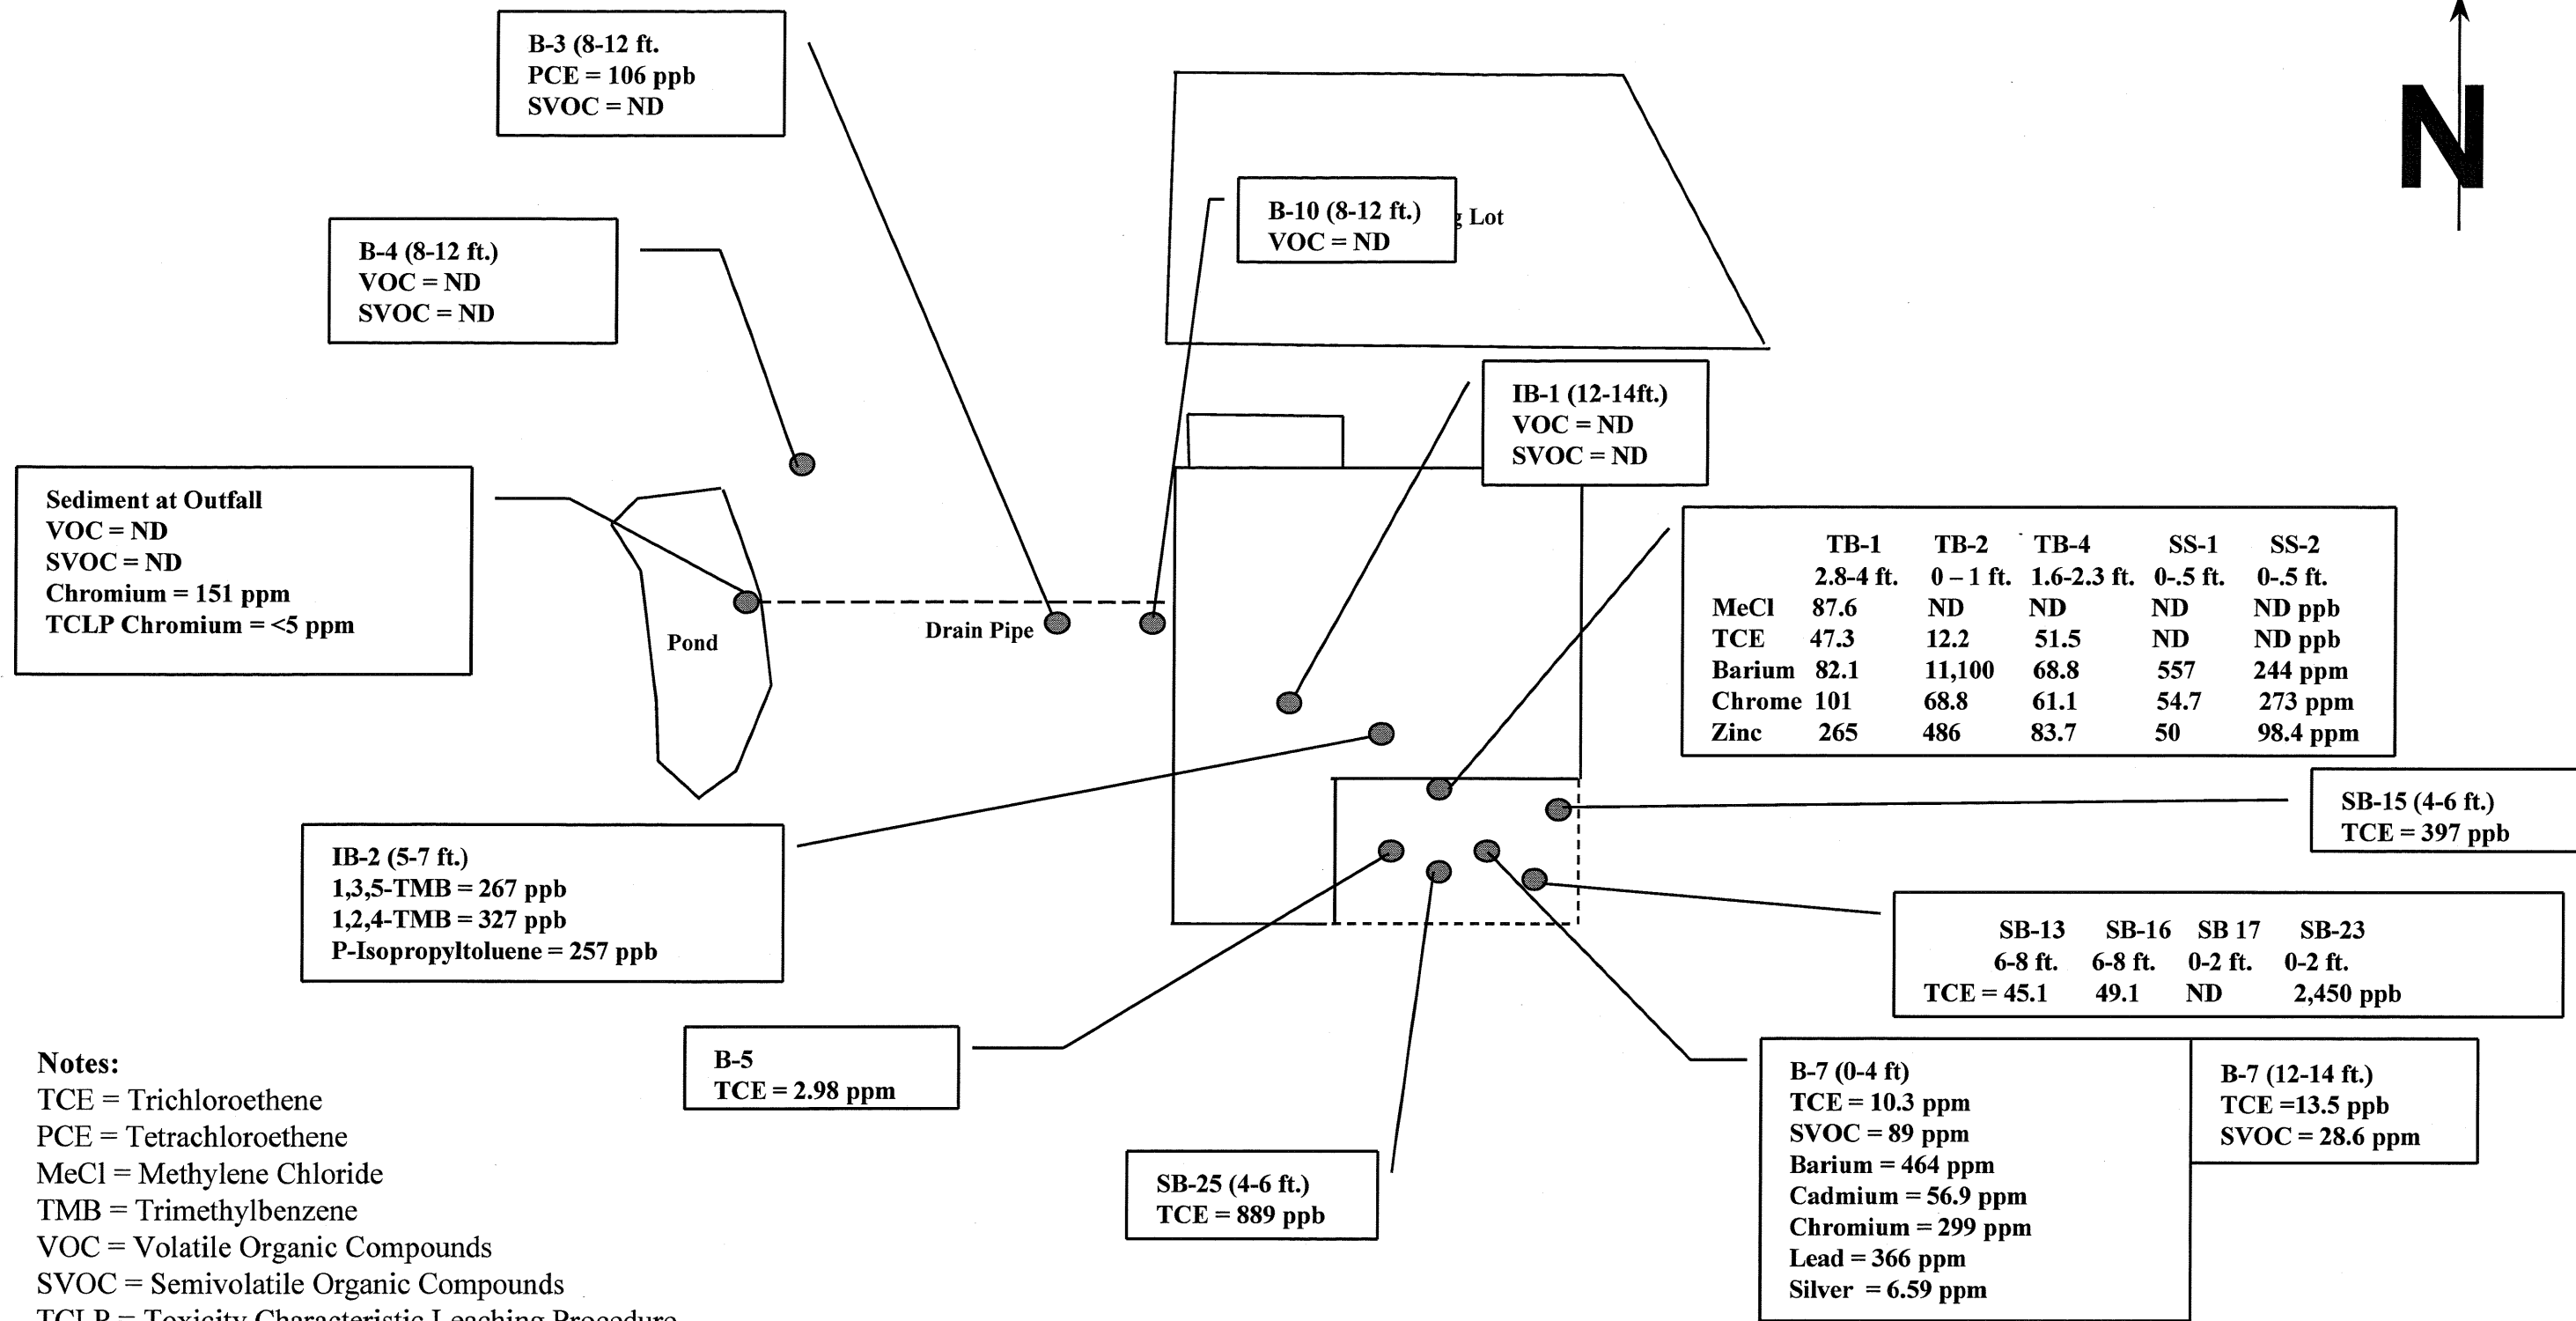 N
B-3 (8-12 ft.
PCE = 106 ppb
SVOC = ND
B-10 (8-12 ft.)
VOC = ND
Lot
B-4 (8-12 ft.)
VOC = ND
SVOC = ND
IB-1 (12-14ft.)
VOC = ND
SVOC = ND
Sediment at Outfall
VOC = ND
SVOC = ND
Chromium = 151 ppm
TCLP Chromium = <5 ppm
Pond
Drain Pipe
TB-1 TB-2 TB-4 SS-1 SS-2
2.8-4 ft. 0 – 1 ft. 1.6-2.3 ft. 0-.5 ft. 0-.5 ft.
MeCl 87.6 ND ND ND ND ppb
TCE 47.3 12.2 51.5 ND ND ppb
Barium 82.1 11,100 68.8 557 244 ppm
Chrome 101 68.8 61.1 54.7 273 ppm
Zinc 265 486 83.7 50 98.4 ppm
SB-15 (4-6 ft.)
TCE = 397 ppb
IB-2 (5-7 ft.)
1,3,5-TMB = 267 ppb
1,2,4-TMB = 327 ppb
P-Isopropyltoluene = 257 ppb
SB-13 SB-16 SB 17 SB-23
6-8 ft. 6-8 ft. 0-2 ft. 0-2 ft.
TCE = 45.1 49.1 ND 2,450 ppb
B-5
TCE = 2.98 ppm
B-7 (0-4 ft)
TCE = 10.3 ppm
SVOC = 89 ppm
Barium = 464 ppm
Cadmium = 56.9 ppm
Chromium = 299 ppm
Lead = 366 ppm
Silver = 6.59 ppm
B-7 (12-14 ft.)
TCE =13.5 ppb
SVOC = 28.6 ppm
SB-25 (4-6 ft.)
TCE = 889 ppb
Notes:
TCE = Trichloroethene
PCE = Tetrachloroethene
MeCl = Methylene Chloride
TMB = Trimethylbenzene
VOC = Volatile Organic Compounds
SVOC = Semivolatile Organic Compounds
TCLP = Toxicity Characteristic Leaching Procedure